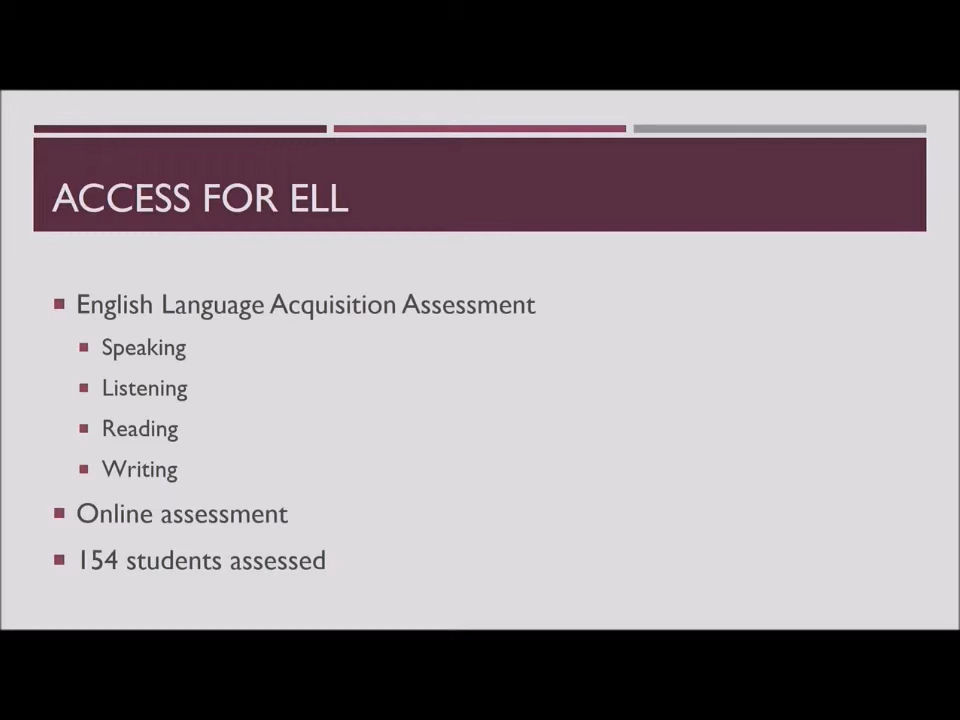 ACCESS FOR ELL
English Language Acquisition Assessment
Speaking
Listening
Reading
Writing
Online assessment
154 students assessed